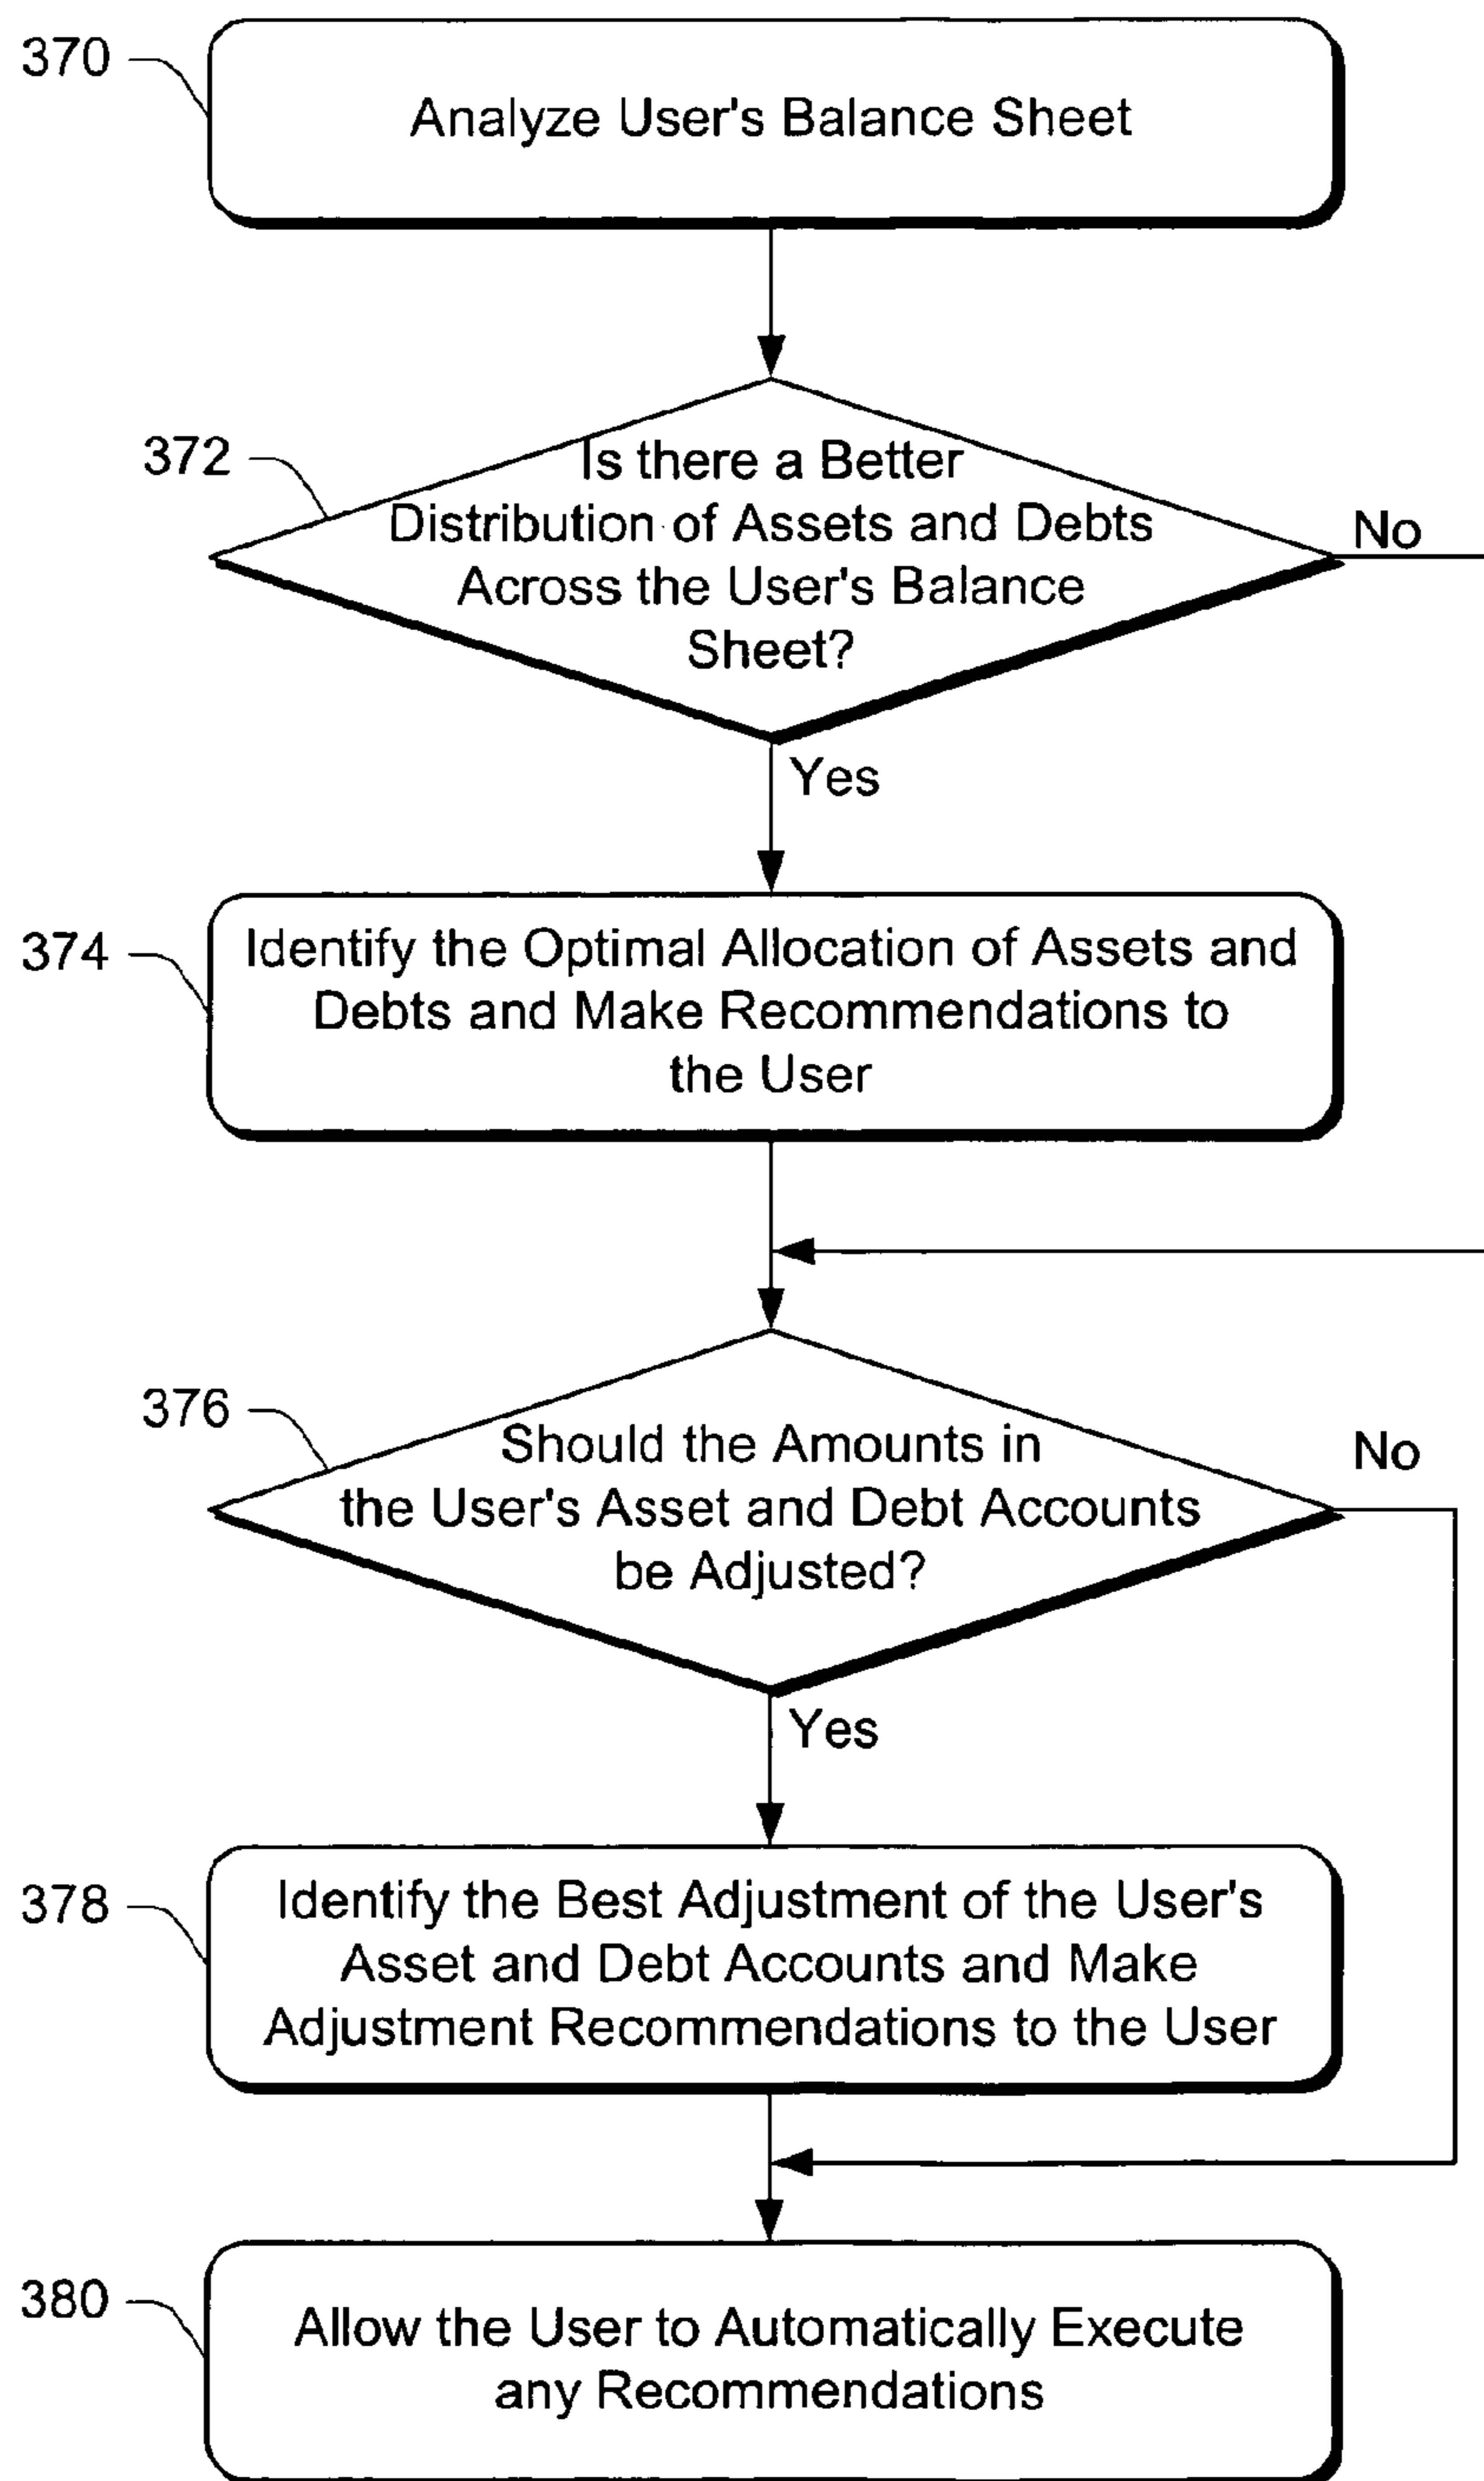 370
Analyze User's Balance Sheet
372
Is there a Better
Distribution of Assets and Debts
Across the User's Balance
Sheet?
No
Yes
374
Identify the Optimal Allocation of Assets and
Debts and Make Recommendations to
the User
376
Should the Amounts in
the User's Asset and Debt Accounts
be Adjusted?
No
Yes
378
Identify the Best Adjustment of the User's
Asset and Debt Accounts and Make
Adjustment Recommendations to the User
380
Allow the User to Automatically Execute
any Recommendations